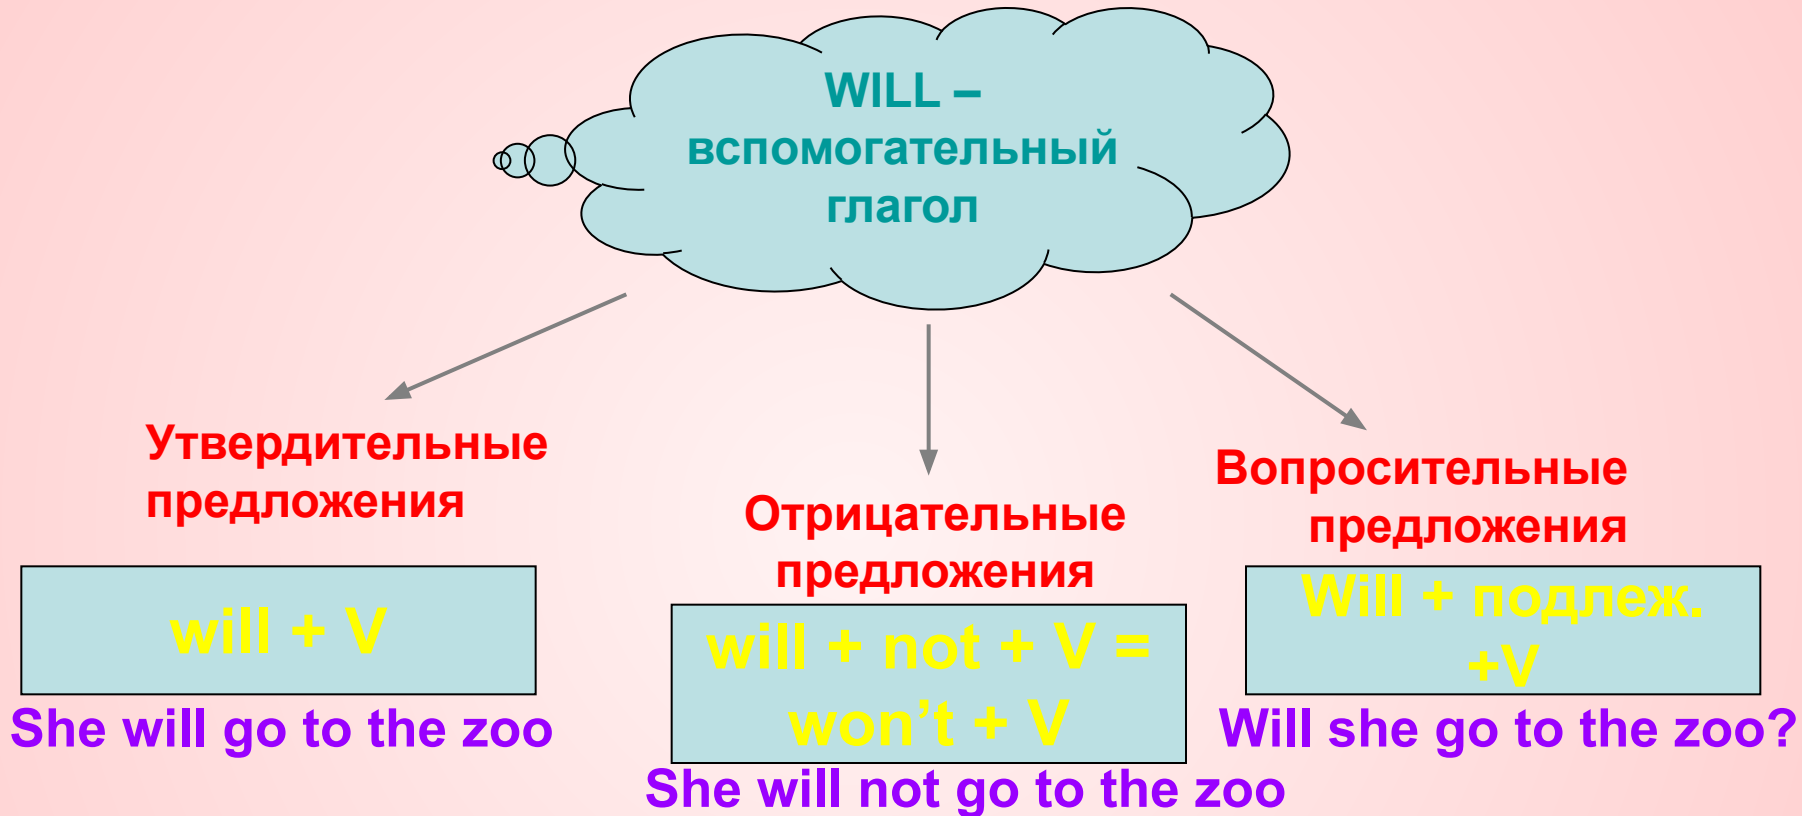 WILL –
вспомогательный
глагол
Утвердительные
предложения
will + V
She will go to the zoo
Отрицательные
предложения
will + not + V =
won’t + V
She will not go to the zoo
Вопросительные
предложения
Will + подлеж.
+V
Will she go to the zoo?